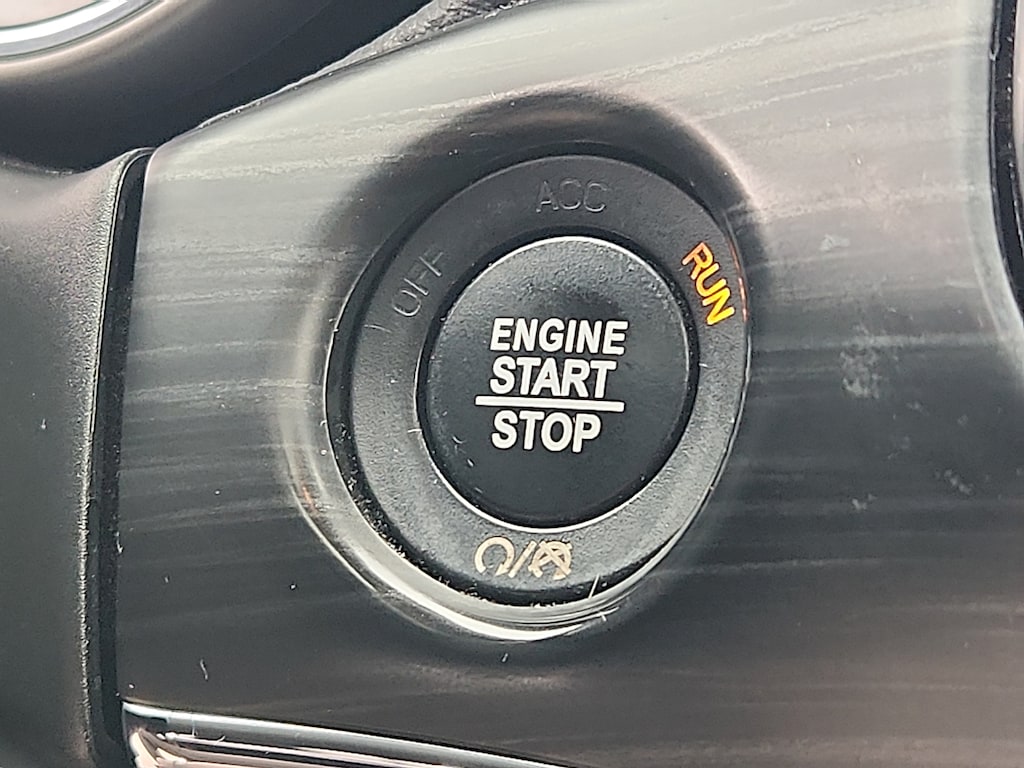 ACC
OFF
RUN
ENGINE
START
STOP